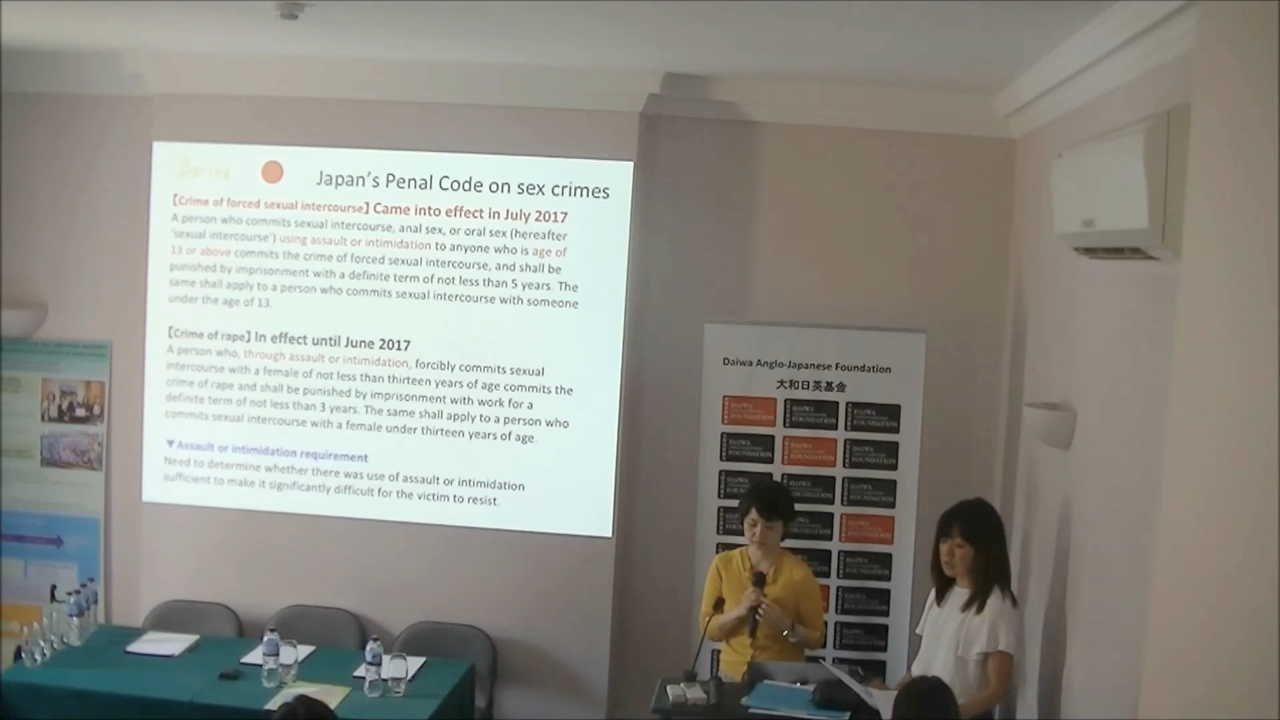 Spring
Japan's Penal Code on sex crimes
【Crime of forced sexual intercourse】 Came into effect in July 2017
A person who commits sexual intercourse, anal sex, or oral sex (hereafter
'sexual intercourse') using assault or intimidation to anyone who is age of
13 or above commits the crime of forced sexual intercourse, and shall be
punished by imprisonment with a definite term of not less than 5 years. The
same shall apply to a person who commits sexual intercourse with someone
under the age of 13.
【Crime of rape】 In effect until June 2017
A person who, through assault or intimidation, forcibly commits sexual
intercourse with a female of not less than thirteen years of age commits the
crime of rape and shall be punished by imprisonment with work for a
definite term of not less than 3 years. The same shall apply to a person who
commits sexual intercourse with a female under thirteen years of age.
▼Assault or intimidation requirement
Need to determine whether there was use of assault or intimidation
sufficient to make it significantly difficult for the victim to resist.
Daiwa Anglo-Japanese Foundation
大和日英基金